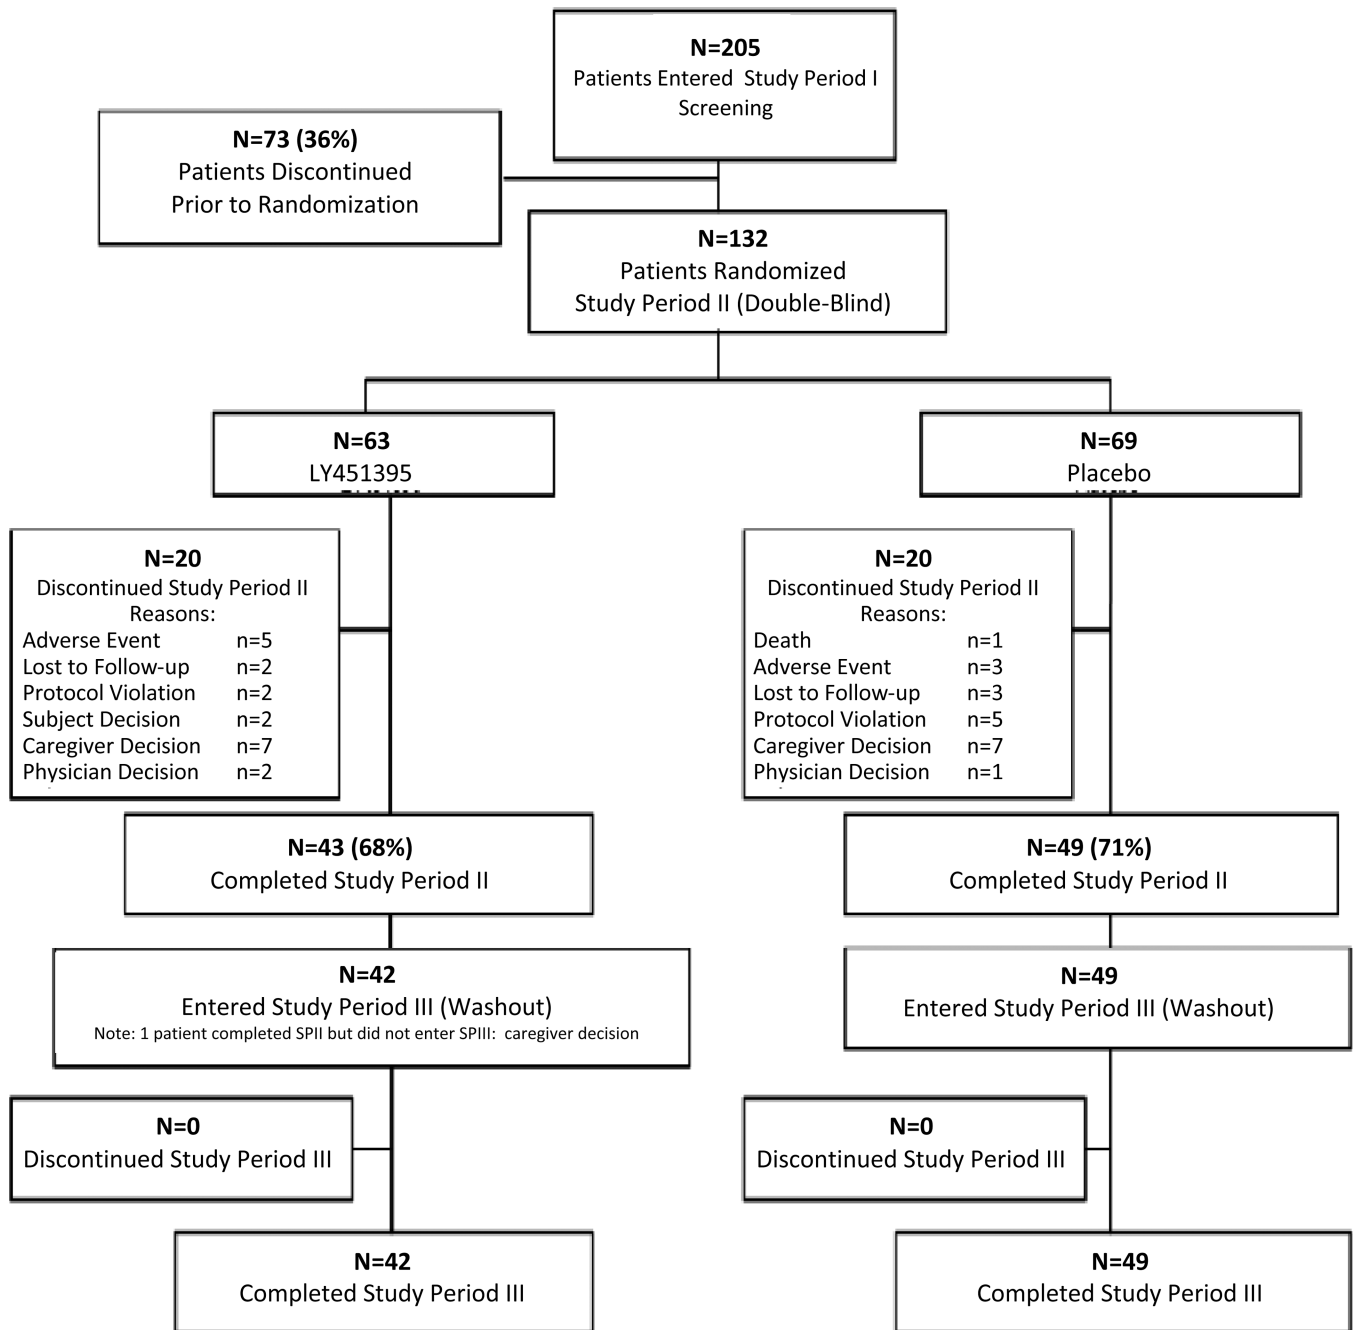 N=205
Patients Entered Study Period I
Screening
N=73 (36%)
Patients Discontinued
Prior to Randomization
N=132
Patients Randomized
Study Period II (Double-Blind)
N=63
LY451395
N=69
Placebo
N=20
Discontinued Study Period II
Reasons:
Adverse Event n=5
Lost to Follow-up n=2
Protocol Violation n=2
Subject Decision n=2
Caregiver Decision n=7
Physician Decision n=2
N=20
Discontinued Study Period II
Reasons:
Death n=1
Adverse Event n=3
Lost to Follow-up n=3
Protocol Violation n=5
Caregiver Decision n=7
Physician Decision n=1
N=43 (68%)
Completed Study Period II
N=49 (71%)
Completed Study Period II
N=42
Entered Study Period III (Washout)
Note: 1 patient completed SPII but did not enter SPIII: caregiver decision
N=49
Entered Study Period III (Washout)
N=0
Discontinued Study Period III
N=0
Discontinued Study Period III
N=42
Completed Study Period III
N=49
Completed Study Period III